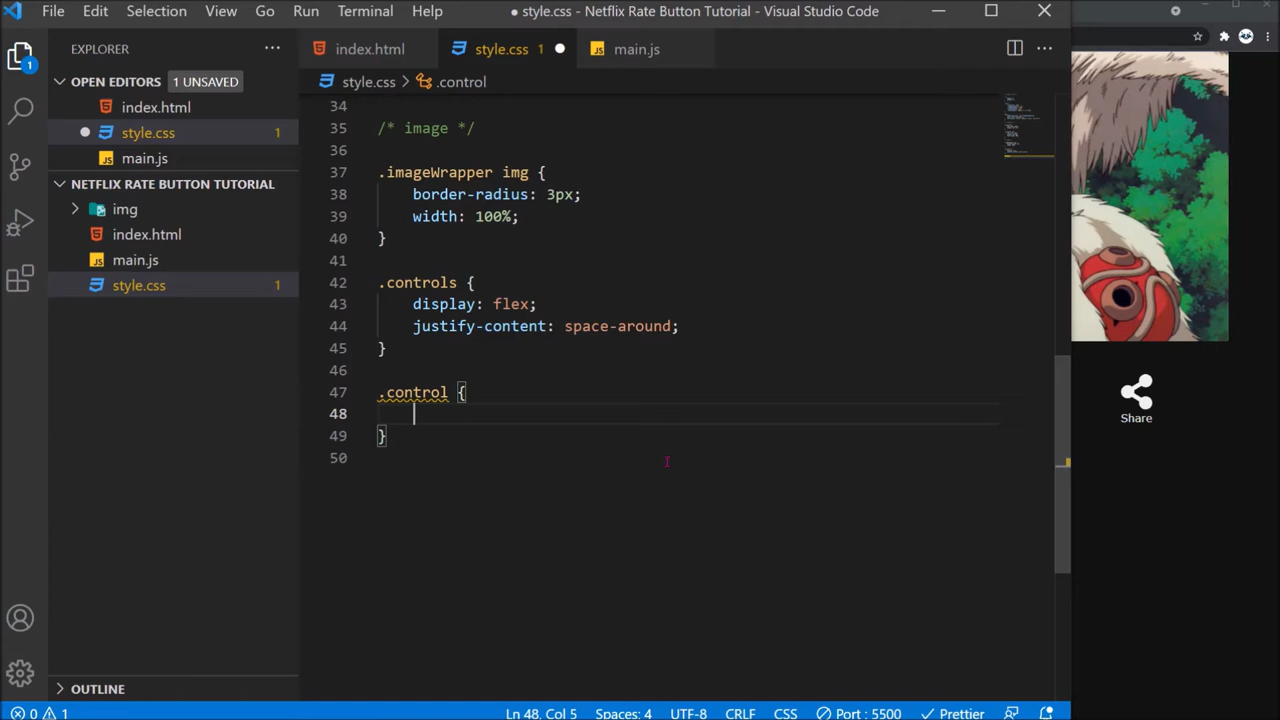 File Edit Selection View Go Run Terminal Help
● style.css - Netflix Rate Button Tutorial - Visual Studio Code
EXPLORER
index.html
style.css 1
main.js
OPEN EDITORS 1 UNSAVED
style.css > .control
index.html
style.css 1
main.js
NETFLIX RATE BUTTON TUTORIAL
img
index.html
main.js
style.css 1
34
35 /* image */
36
37 .imageWrapper img {
38 border-radius: 3px;
39 width: 100%;
40 }
41
42 .controls {
43 display: flex;
44 justify-content: space-around;
45 }
46
47 .control {
48
49 }
50
Share
1
OUTLINE
0 1 Ln 48, Col 5 Spaces: 4 UTF-8 CRLF CSS Port : 5500 Prettier